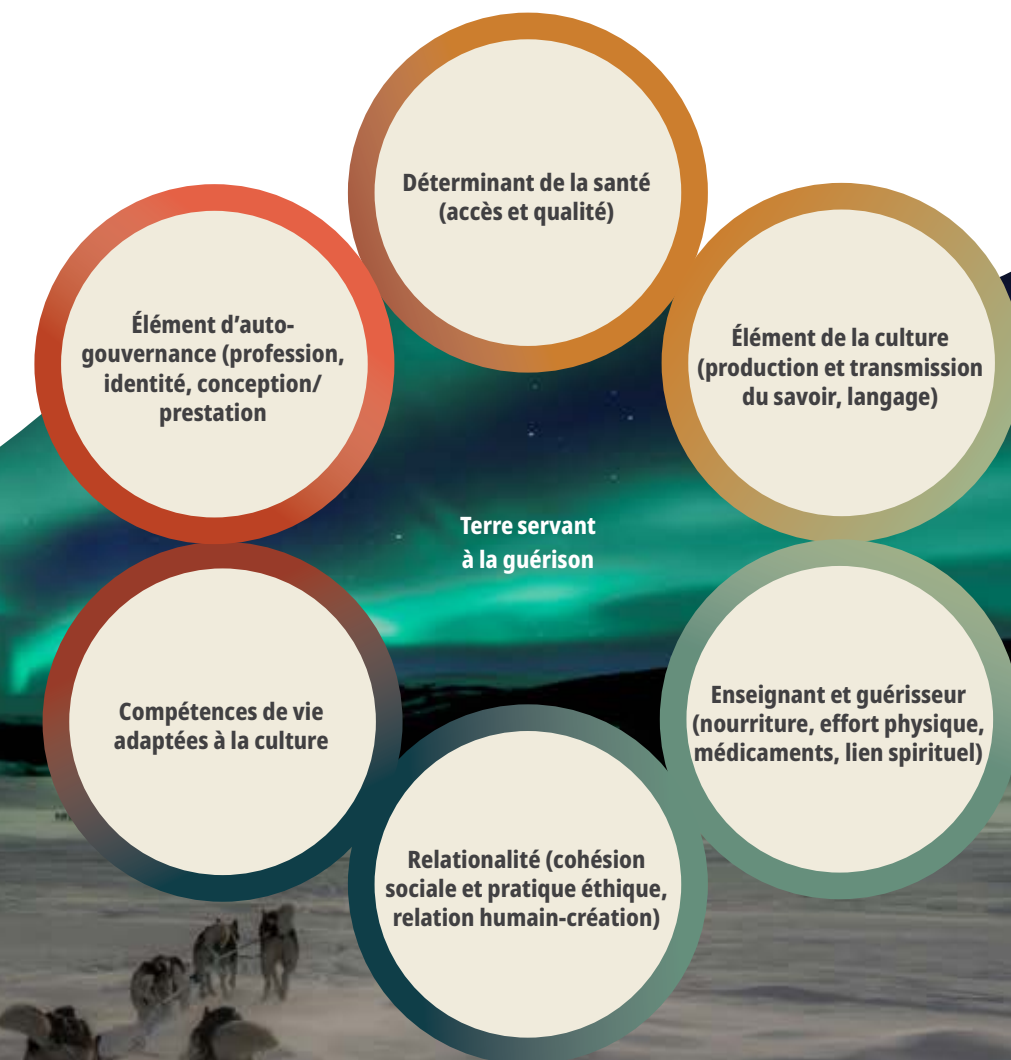 Déterminant de la santé
(accès et qualité)
Élément d'auto-
gouvernance (profession,
identité, conception/
prestation
Élément de la culture
(production et transmission
du savoir, langage)
Terre servant
à la guérison
Compétences de vie
adaptées à la culture
Enseignant et guérisseur
(nourriture, effort physique,
médicaments, lien spirituel)
Relationalité (cohésion
sociale et pratique éthique,
relation humain-création)